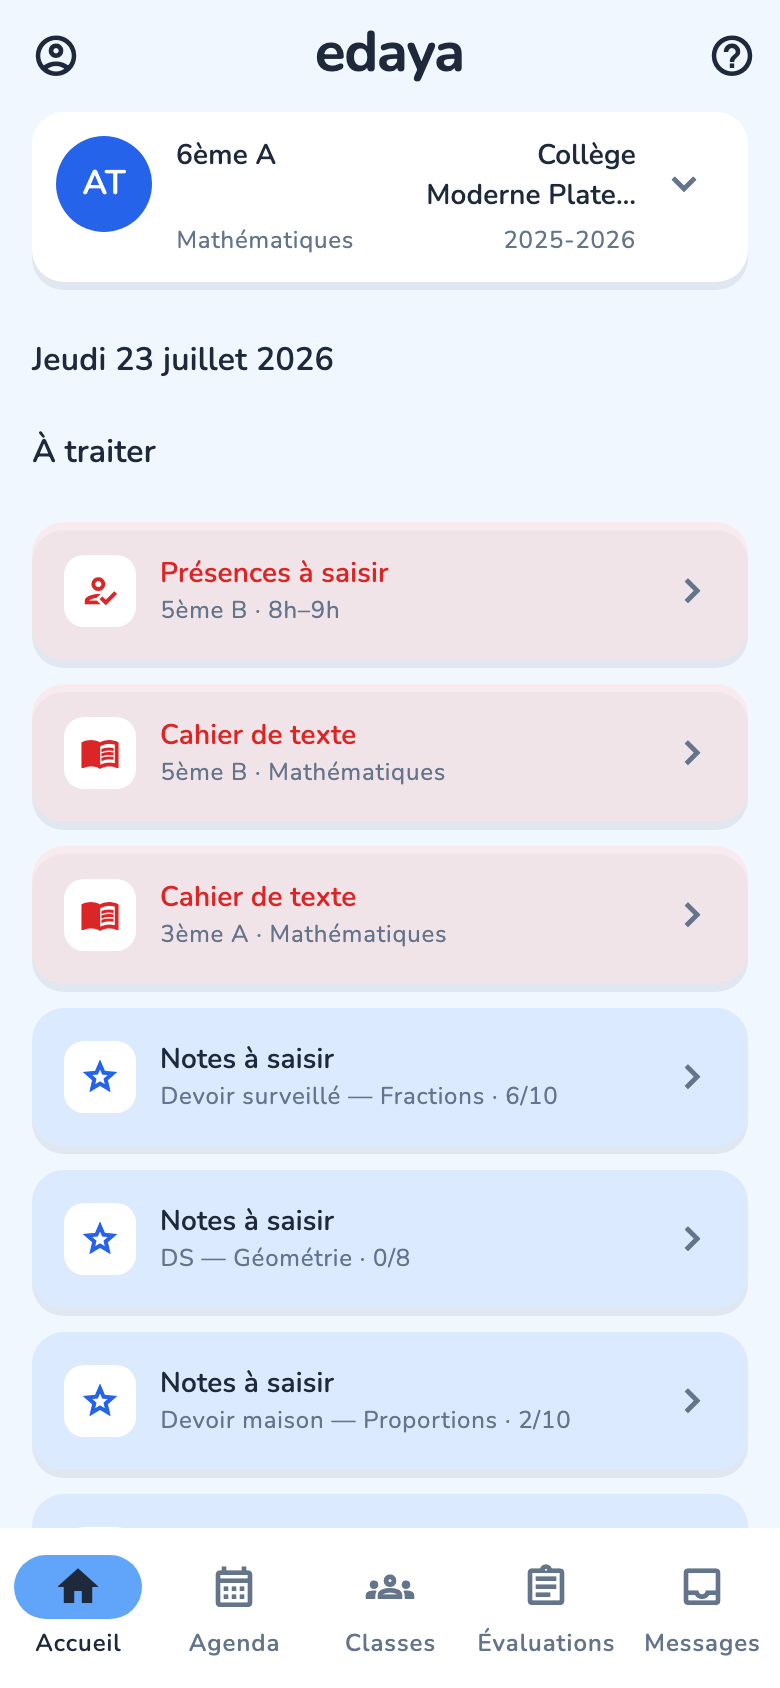 edaya
AT
6ème A
Collège
Moderne Plate...
Mathématiques
2025-2026
Jeudi 23 juillet 2026
À traiter
Présences à saisir
5ème B · 8h–9h
Cahier de texte
5ème B · Mathématiques
Cahier de texte
3ème A · Mathématiques
Notes à saisir
Devoir surveillé — Fractions · 6/10
Notes à saisir
DS — Géométrie · 0/8
Notes à saisir
Devoir maison — Proportions · 2/10
Accueil
Agenda
Classes
Évaluations
Messages